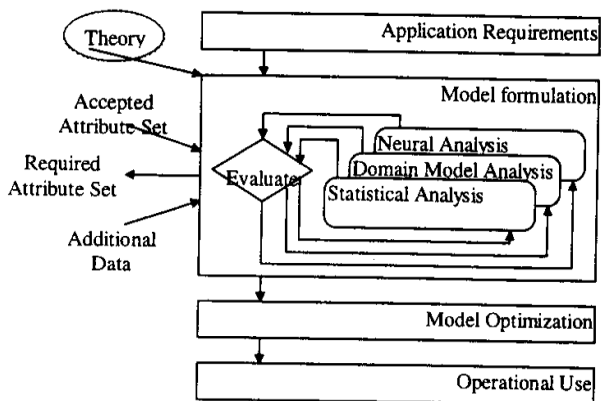 Theory
Application Requirements
Model formulation
Accepted
Attribute Set
Required
Attribute Set
Additional
Data
Evaluate
Neural Analysis
Domain Model Analysis
Statistical Analysis
Model Optimization
Operational Use